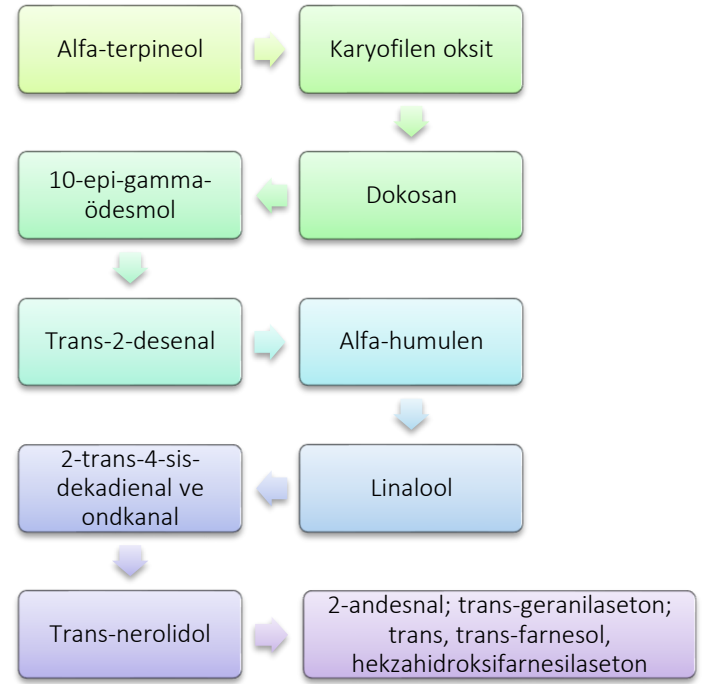 Alfa-terpineol
Karyofilen oksit
Dokosan
10-epi-gamma-
ödesmol
Trans-2-desenal
Alfa-humulen
Linalool
2-trans-4-sis-
dekadienal ve
ondkanal
Trans-nerolidol
2-andesnal; trans-geranilaseton;
trans, trans-farnesol,
hekzahidroksifarnesilaseton